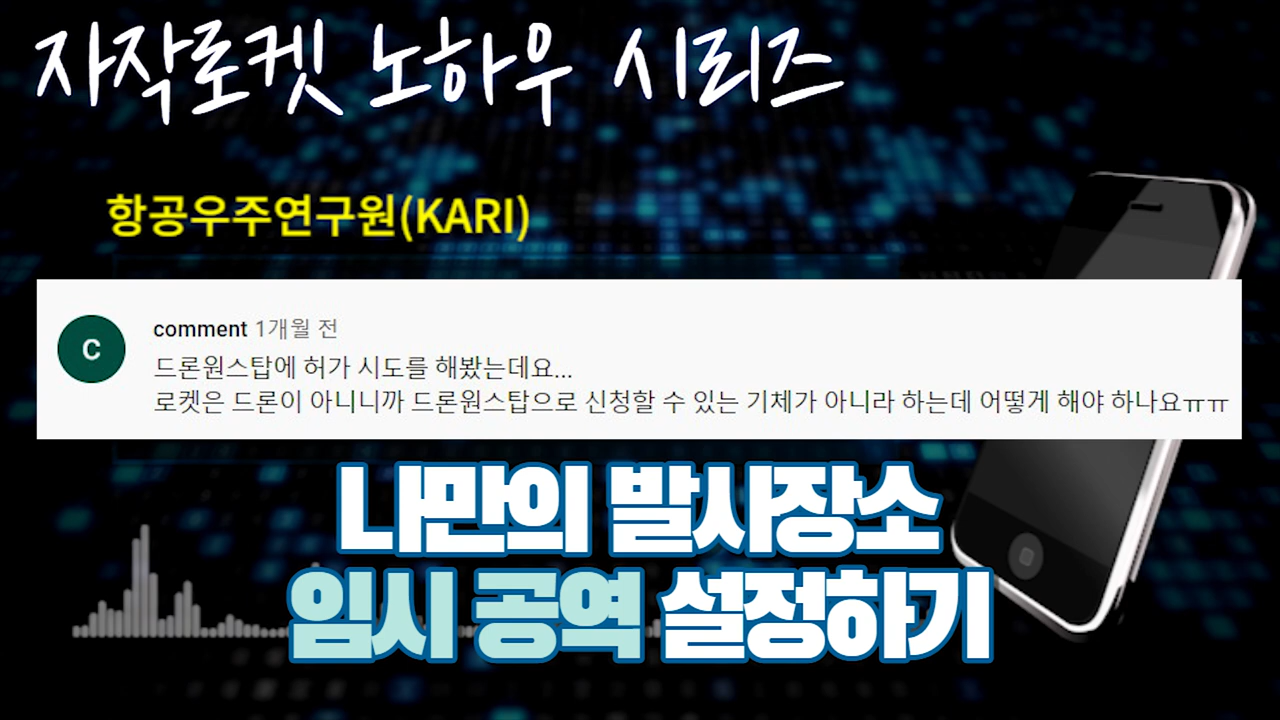 자작로켓 노하우 시리즈
항공우주연구원(KARI)
C
comment 1개월 전
드론원스탑에 허가 시도를 해봤는데요...
로켓은 드론이 아니니까 드론원스탑으로 신청할 수 있는 기체가 아니라 하는데 어떻게 해야 하나요ㅠㅠ
나만의 발사장소
임시 공역 설정하기